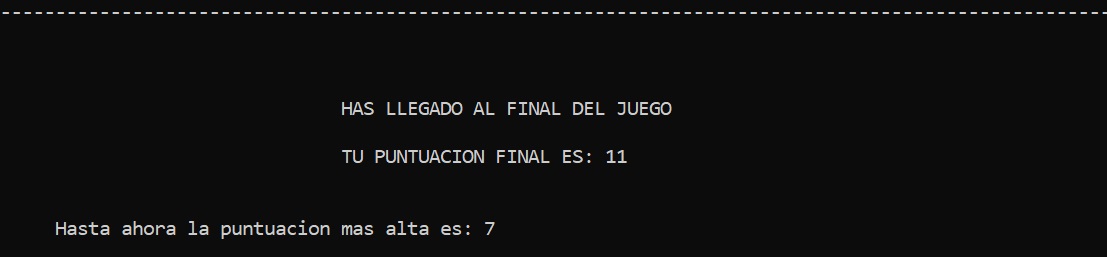 HAS LLEGADO AL FINAL DEL JUEGO
TU PUNTUACION FINAL ES: 11
Hasta ahora la puntuacion mas alta es: 7